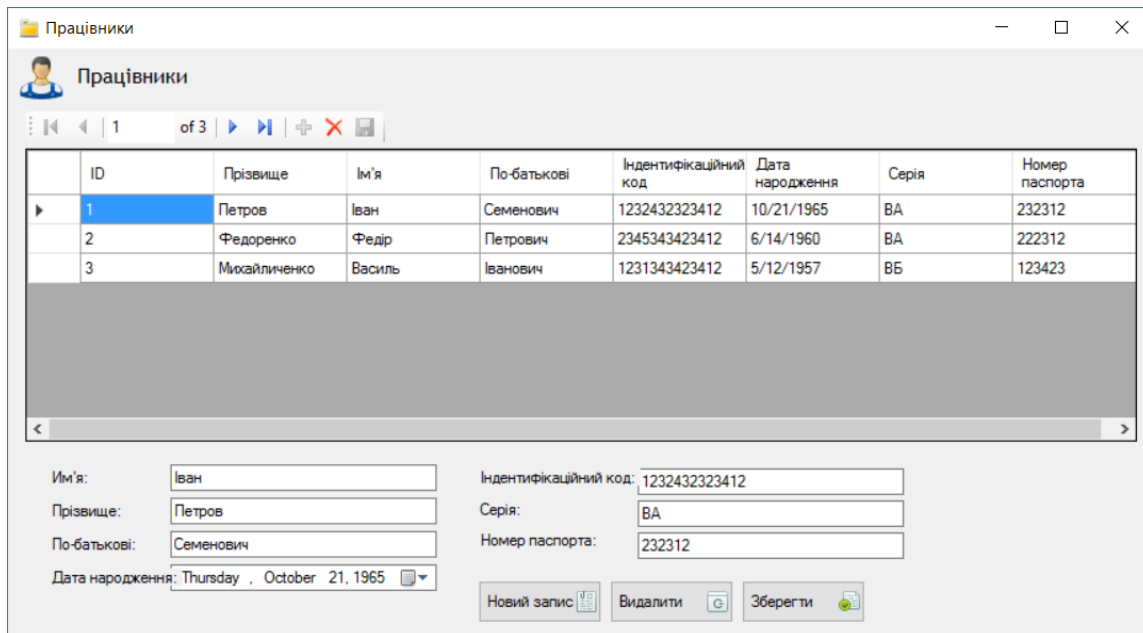 Працівники
Працівники
1 of 3
ID Прізвище Ім'я По-батькові Індентифікаційний код Дата народження Серія Номер паспорта
1 Петров Іван Семенович 1232432323412 10/21/1965 ВА 232312
2 Федоренко Федір Петрович 2345343423412 6/14/1960 ВА 222312
3 Михайличенко Василь Іванович 1231343423412 5/12/1957 ВБ 123423
Им'я: Іван
Прізвище: Петров
По-батькові: Семенович
Дата народження: Thursday , October 21, 1965
Індентифікаційний код: 1232432323412
Серія: ВА
Номер паспорта: 232312
Новий запис Видалити Зберегти